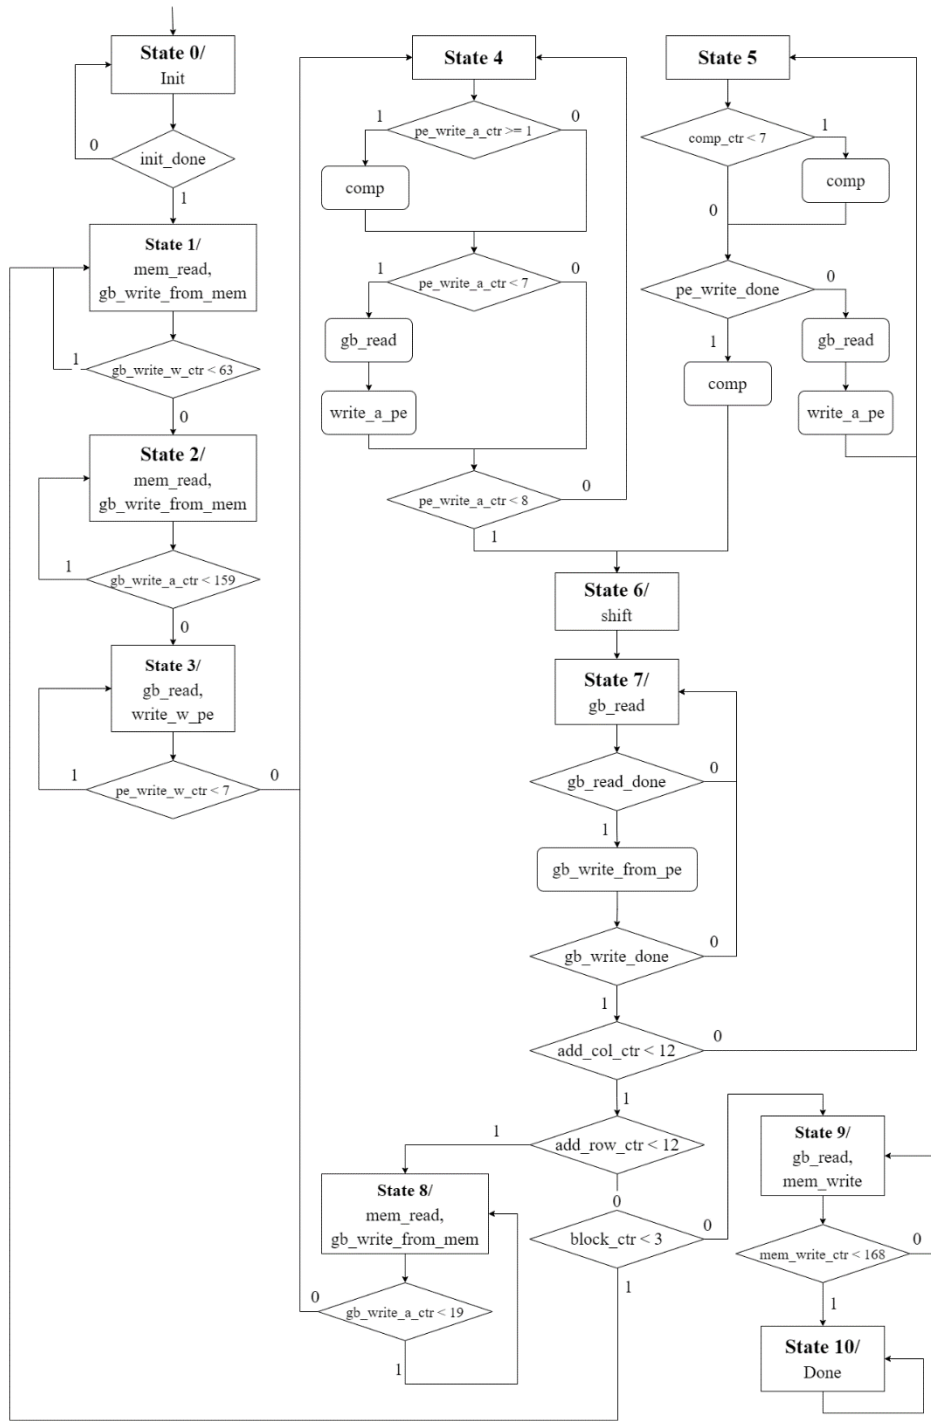 State 0/
Init
0
init_done
1
State 1/
mem_read,
gb_write_from_mem
1
gb_write_w_ctr < 63
0
State 2/
mem_read,
gb_write_from_mem
1
gb_write_a_ctr < 159
0
State 3/
gb_read,
write_w_pe
1
pe_write_w_ctr < 7
0
State 4
1
pe_write_a_ctr >= 1
0
comp
1
pe_write_a_ctr < 7
0
gb_read
write_a_pe
pe_write_a_ctr < 8
0
1
State 5
comp_ctr < 7
1
comp
0
pe_write_done
0
1
gb_read
comp
write_a_pe
State 6/
shift
State 7/
gb_read
gb_read_done
0
1
gb_write_from_pe
gb_write_done
0
1
add_col_ctr < 12
0
1
1
add_row_ctr < 12
0
State 8/
mem_read,
gb_write_from_mem
0
gb_write_a_ctr < 19
1
block_ctr < 3
0
1
State 9/
gb_read,
mem_write
mem_write_ctr < 168
0
1
State 10/
Done